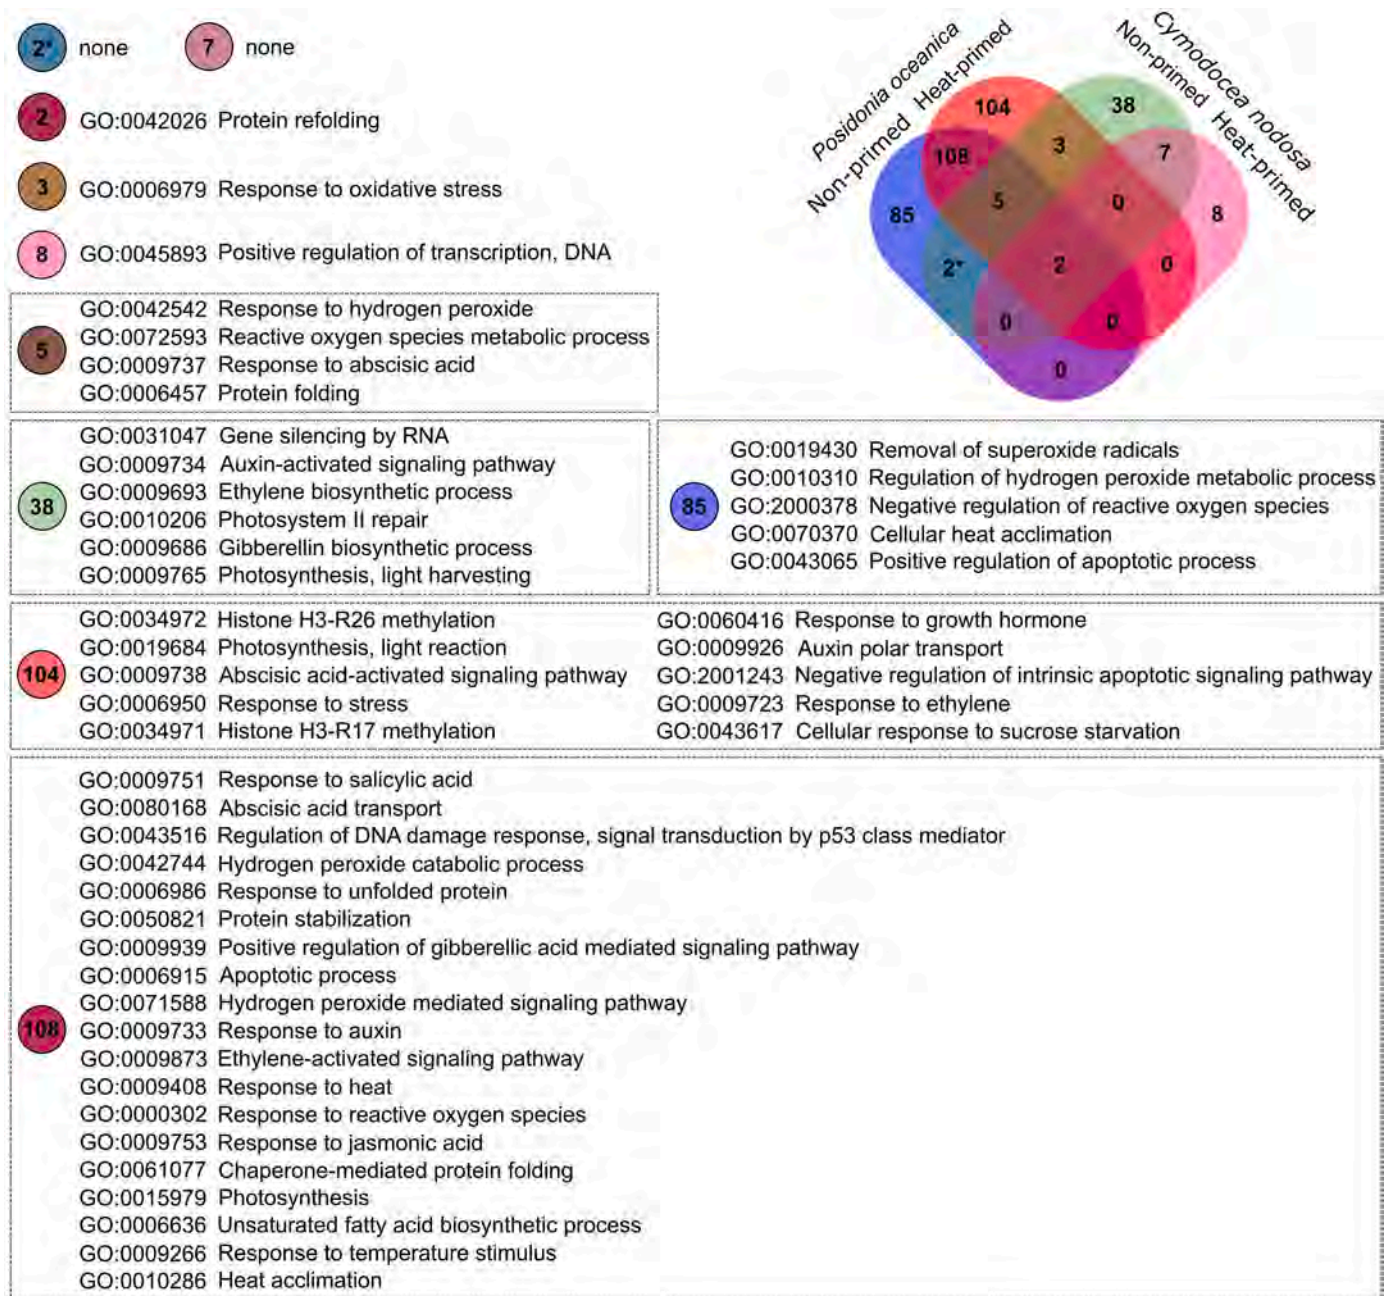 2* none 7 none
2 GO:0042026 Protein refolding
3 GO:0006979 Response to oxidative stress
8 GO:0045893 Positive regulation of transcription, DNA
Posidonia oceanica
Non-primed Heat-primed
Cymodocea nodosa
Non-primed Heat-primed
104 38
108 3 7
85 5 0 8
2* 2 0
0 0
0
5
GO:0042542 Response to hydrogen peroxide
GO:0072593 Reactive oxygen species metabolic process
GO:0009737 Response to abscisic acid
GO:0006457 Protein folding
38
GO:0031047 Gene silencing by RNA
GO:0009734 Auxin-activated signaling pathway
GO:0009693 Ethylene biosynthetic process
GO:0010206 Photosystem II repair
GO:0009686 Gibberellin biosynthetic process
GO:0009765 Photosynthesis, light harvesting
85
GO:0019430 Removal of superoxide radicals
GO:0010310 Regulation of hydrogen peroxide metabolic process
GO:2000378 Negative regulation of reactive oxygen species
GO:0070370 Cellular heat acclimation
GO:0043065 Positive regulation of apoptotic process
104
GO:0034972 Histone H3-R26 methylation
GO:0019684 Photosynthesis, light reaction
GO:0009738 Abscisic acid-activated signaling pathway
GO:0006950 Response to stress
GO:0034971 Histone H3-R17 methylation
GO:0060416 Response to growth hormone
GO:0009926 Auxin polar transport
GO:2001243 Negative regulation of intrinsic apoptotic signaling pathway
GO:0009723 Response to ethylene
GO:0043617 Cellular response to sucrose starvation
108
GO:0009751 Response to salicylic acid
GO:0080168 Abscisic acid transport
GO:0043516 Regulation of DNA damage response, signal transduction by p53 class mediator
GO:0042744 Hydrogen peroxide catabolic process
GO:0006986 Response to unfolded protein
GO:0050821 Protein stabilization
GO:0009939 Positive regulation of gibberellic acid mediated signaling pathway
GO:0006915 Apoptotic process
GO:0071588 Hydrogen peroxide mediated signaling pathway
GO:0009733 Response to auxin
GO:0009873 Ethylene-activated signaling pathway
GO:0009408 Response to heat
GO:0000302 Response to reactive oxygen species
GO:0009753 Response to jasmonic acid
GO:0061077 Chaperone-mediated protein folding
GO:0015979 Photosynthesis
GO:0006636 Unsaturated fatty acid biosynthetic process
GO:0009266 Response to temperature stimulus
GO:0010286 Heat acclimation